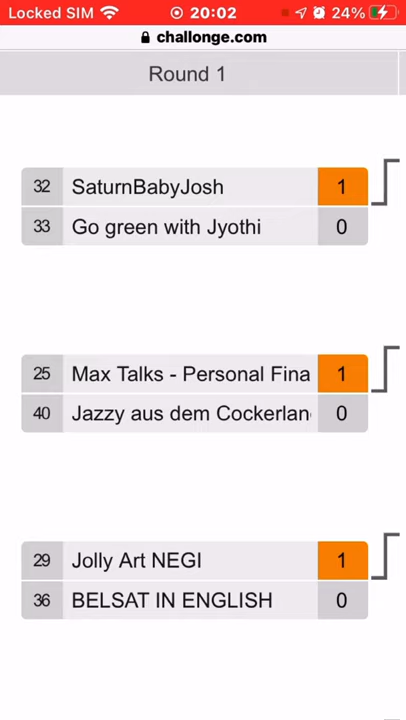 Locked SIM 20:02 24%
challonge.com
Round 1
32 SaturnBabyJosh 1
33 Go green with Jyothi 0
25 Max Talks - Personal Fina 1
40 Jazzy aus dem Cockerlan 0
29 Jolly Art NEGI 1
36 BELSAT IN ENGLISH 0